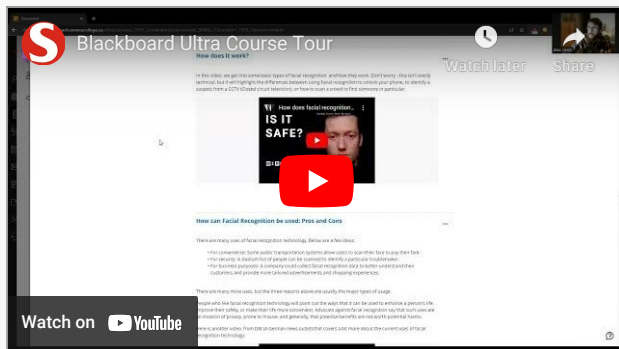 S
Blackboard Ultra Course Tour
Watch later
Share
How does it work?
In this video, we get into some basic types of facial recognition and how they work. Don't worry - this isn't overly
technical, but it will highlight the differences between using facial recognition to unlock your phone, to identify a
suspect from a CCTV (Closed circuit television), or how to scan a crowd to find someone in particular.
How does facial recognition...
IS IT
SAFE?
How can Facial Recognition be used: Pros and Cons
There are many uses of facial recognition technology. Below are a few ideas:
• For convenience: Some public transportation systems allow users to scan their face to pay their fare.
• For security: A stadium full of people can be scanned to identify a particular troublemaker.
• For business purposes: A company could collect facial recognition data to better understand their
customers and provide more tailored advertisements and shopping experiences.
There are many more uses, but the three reasons above are usually the major types of usage.
People who like facial recognition technology will point out the ways that it can be used to enhance a person's life,
improve their safety, or make their life more convenient. Advocates against facial recognition say that such uses are
an invasion of privacy, prone to misuse, and generally, that potential benefits are not worth potential harms.
Here is another video from DW (a German news outlet) that covers a bit more about the current uses of facial
recognition technology:
Watch on YouTube